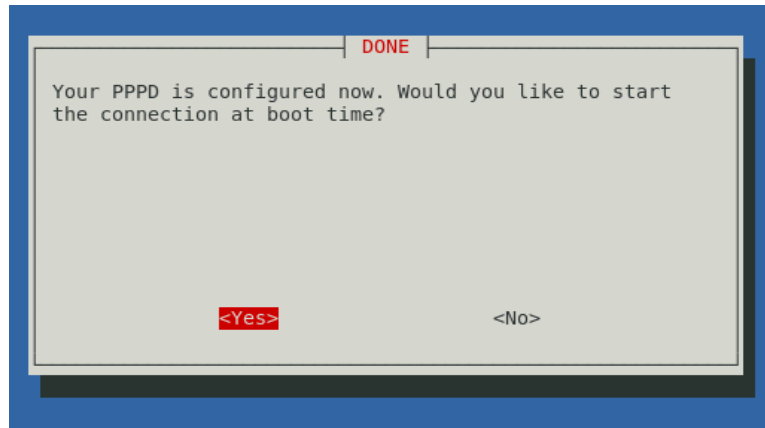 DONE
Your PPPD is configured now. Would you like to start
the connection at boot time?
<Yes> <No>